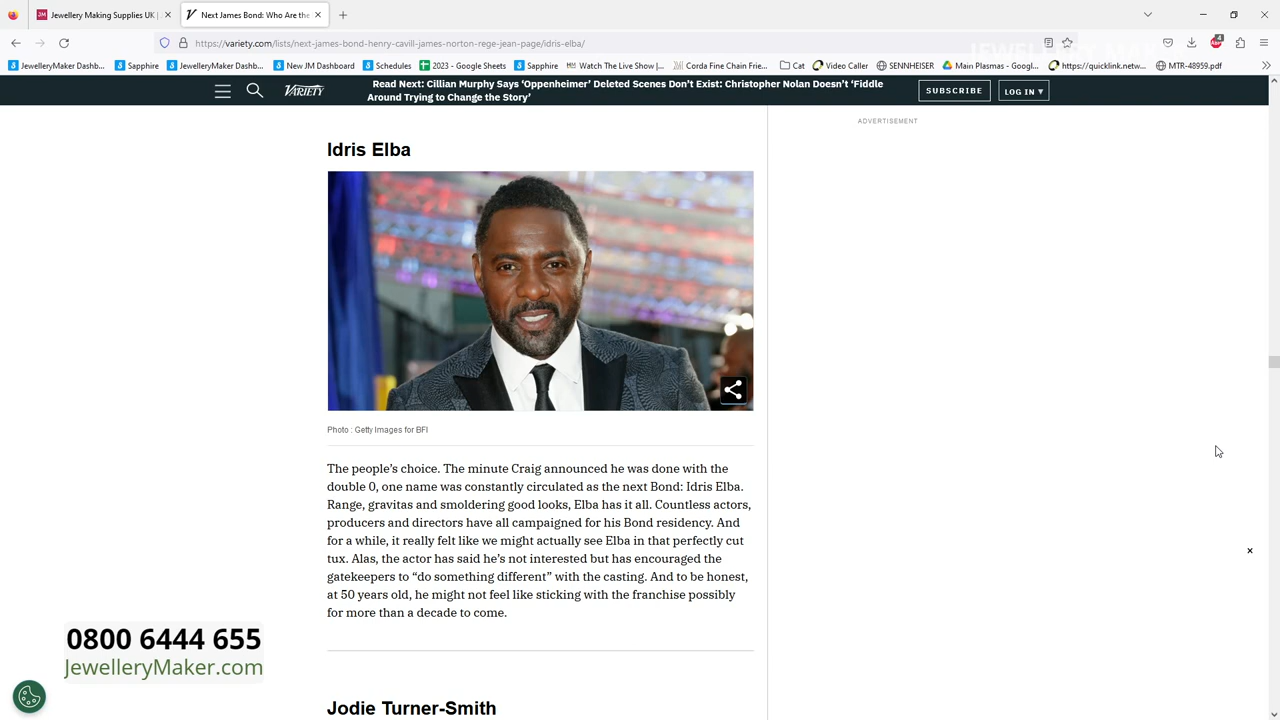 Jewellery Making Supplies UK |
Next James Bond: Who Are the
https://variety.com/lists/next-james-bond-henry-cavill-james-norton-rege-jean-page/idris-elba/
4
JewelleryMaker Dashb...
Sapphire
JewelleryMaker Dashb...
New JM Dashboard
Schedules
2023 - Google Sheets
Sapphire
Watch The Live Show |...
Corda Fine Chain Frie...
Cat
Video Caller
SENNHEISER
Main Plasmas - Googl...
https://quicklink.netw...
MTR-48959.pdf
VARIETY
Read Next: Cillian Murphy Says ‘Oppenheimer’ Deleted Scenes Don’t Exist: Christopher Nolan Doesn’t ‘Fiddle
Around Trying to Change the Story’
SUBSCRIBE
LOG IN ▾
ADVERTISEMENT
Idris Elba
Photo : Getty Images for BFI
The people’s choice. The minute Craig announced he was done with the
double 0, one name was constantly circulated as the next Bond: Idris Elba.
Range, gravitas and smoldering good looks, Elba has it all. Countless actors,
producers and directors have all campaigned for his Bond residency. And
for a while, it really felt like we might actually see Elba in that perfectly cut
tux. Alas, the actor has said he’s not interested but has encouraged the
gatekeepers to “do something different” with the casting. And to be honest,
at 50 years old, he might not feel like sticking with the franchise possibly
for more than a decade to come.
0800 6444 655
JewelleryMaker.com
Jodie Turner-Smith